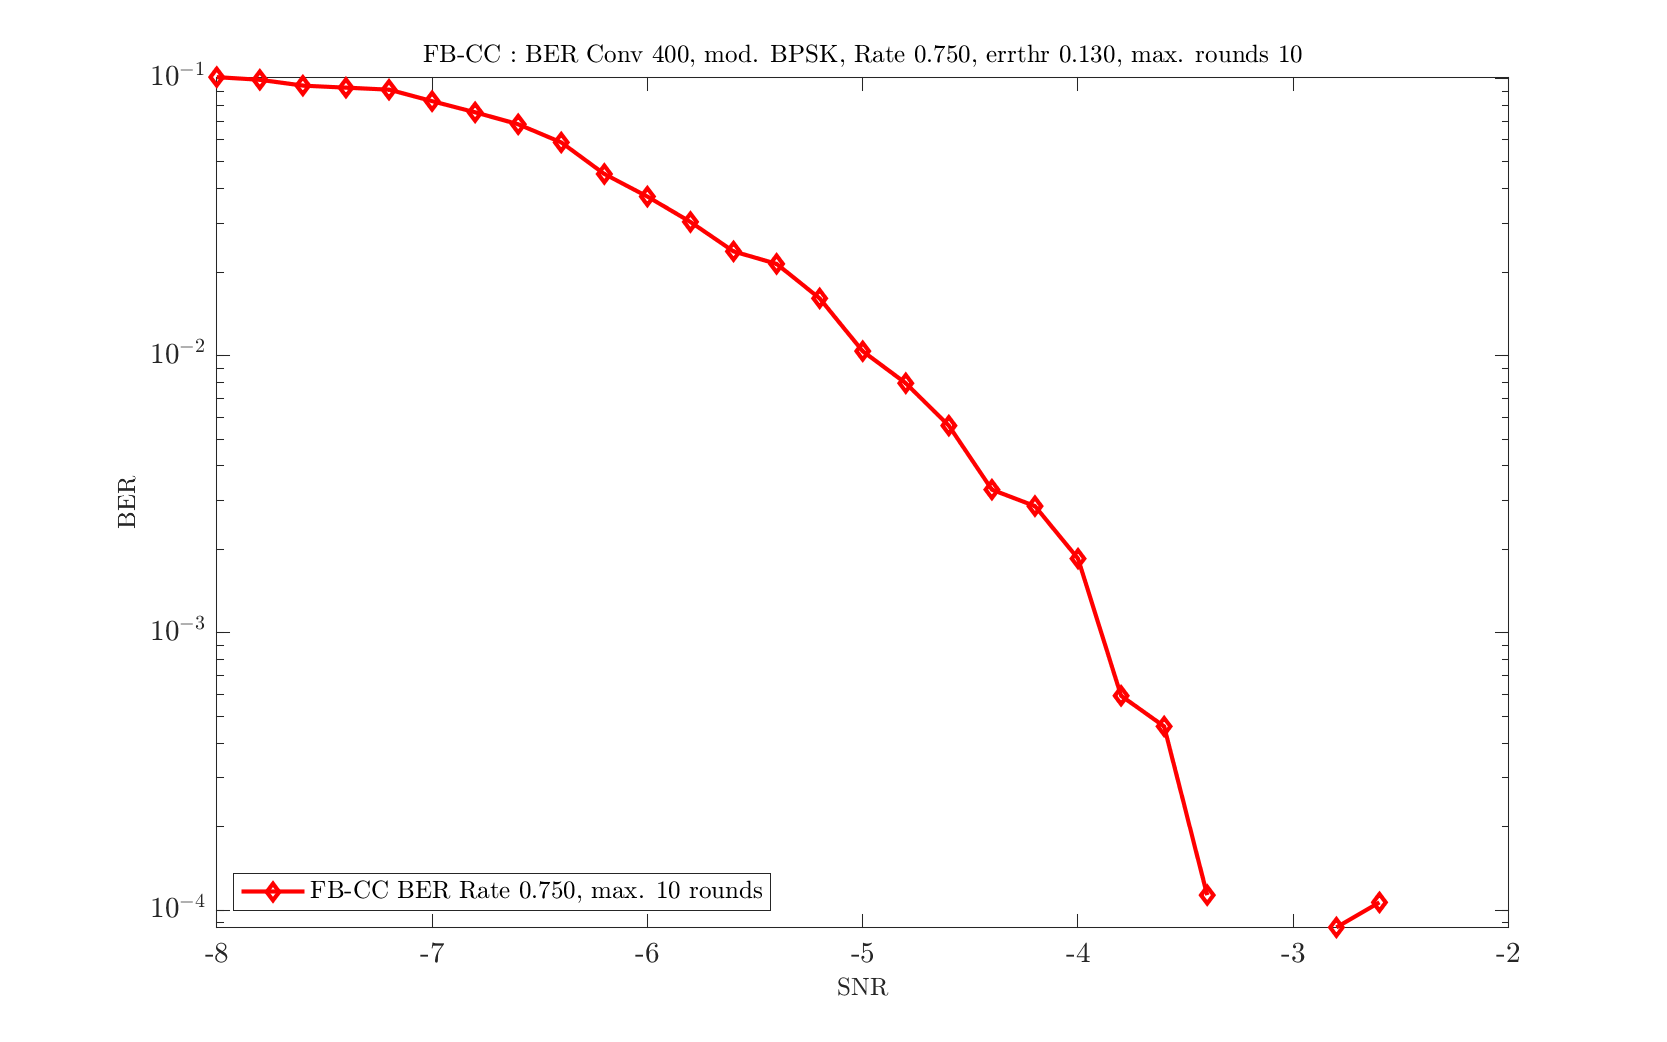 FB-CC : BER Conv 400, mod. BPSK, Rate 0.750, errthr 0.130, max. rounds 10
10^{-1}
10^{-2}
10^{-3}
10^{-4}
BER
FB-CC BER Rate 0.750, max. 10 rounds
-8 -7 -6 -5 -4 -3 -2
SNR